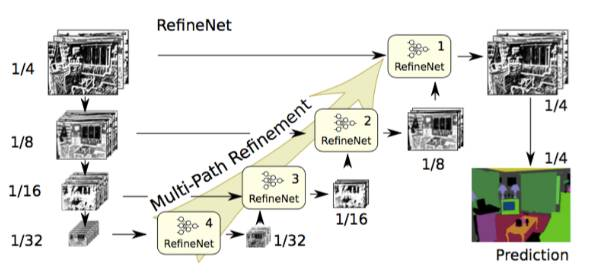 RefineNet
1/4
1
RefineNet
1/4
Multi-Path Refinement
1/8
2
RefineNet
1/8
1/4
1/16
3
RefineNet
1/16
1/32
4
RefineNet
1/32
Prediction